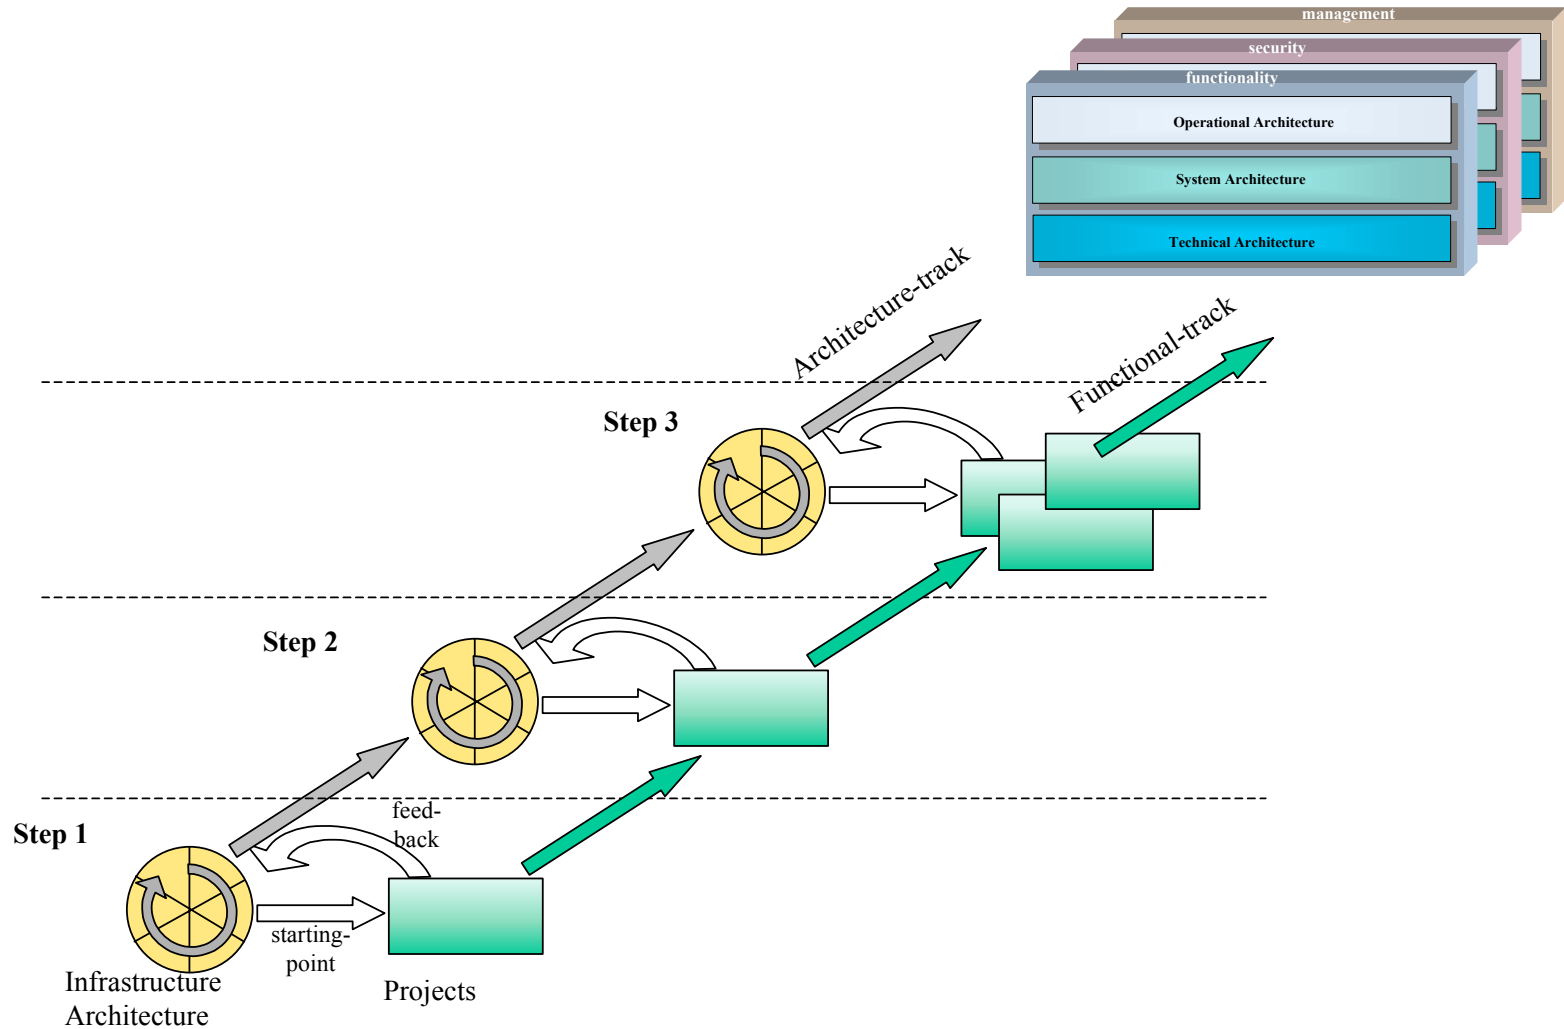 management
security
functionality
Operational Architecture
System Architecture
Technical Architecture
Architecture-track
Functional-track
Step 3
Step 2
Step 1
feed-
back
starting-
point
Infrastructure
Architecture
Projects